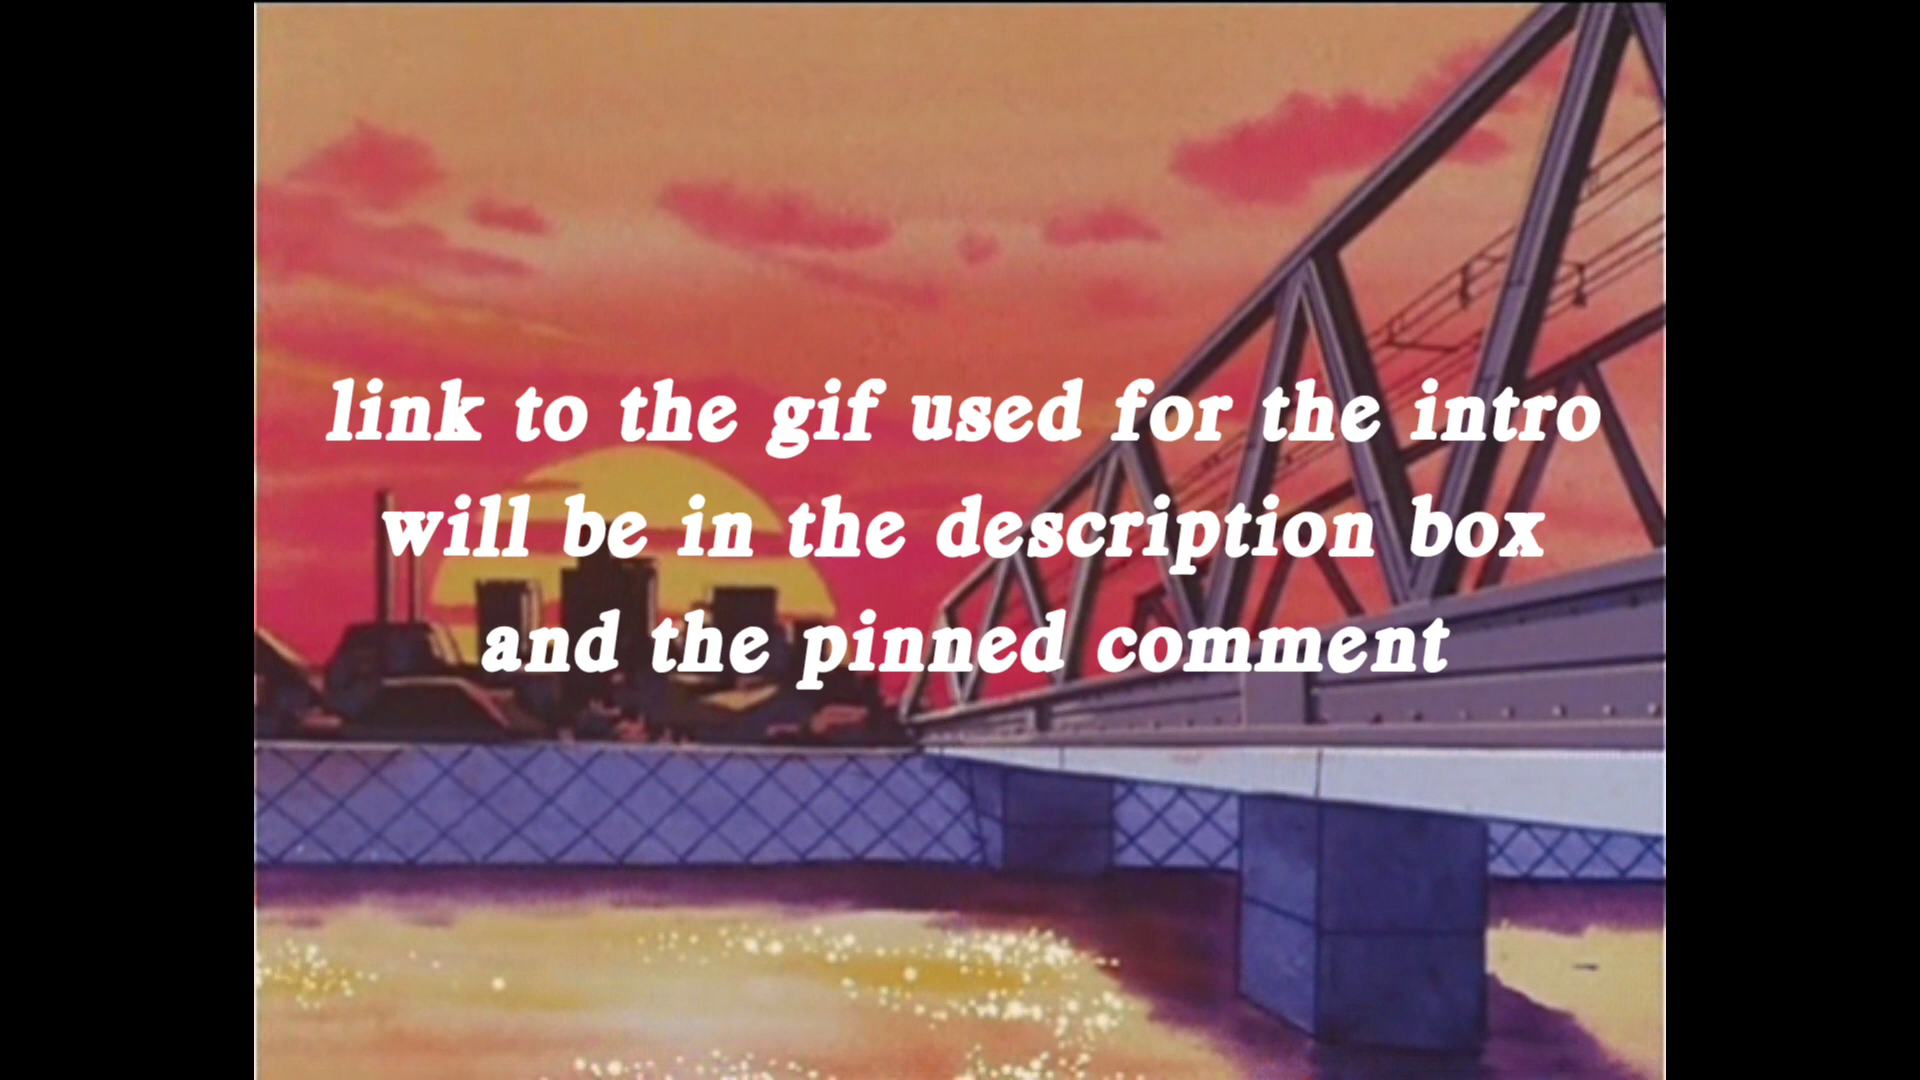 link to the gif used for the intro
will be in the description box
and the pinned comment